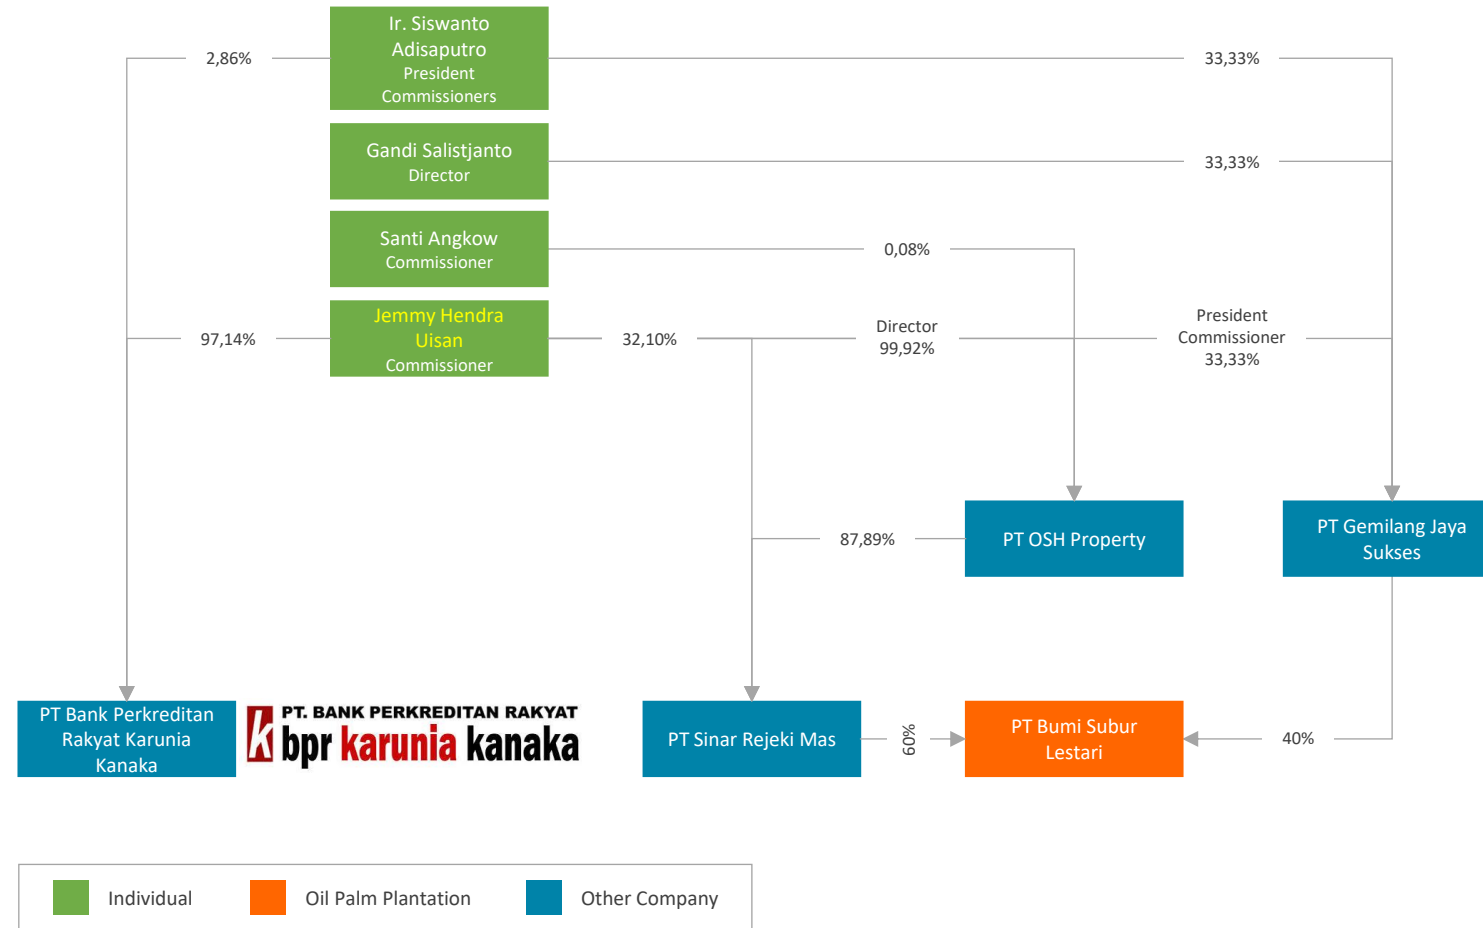 Ir. Siswanto
Adisaputro
President
Commissioners
2,86%
33,33%
Gandi Salistjanto
Director
33,33%
Santi Angkow
Commissioner
0,08%
Jemmy Hendra
Uisan
Commissioner
97,14%
32,10%
Director
99,92%
President
Commissioner
33,33%
87,89%
PT OSH Property
PT Gemilang Jaya
Sukses
PT Bank Perkreditan
Rakyat Karunia
Kanaka
k
PT. BANK PERKREDITAN RAKYAT
bpr karunia kanaka
PT Sinar Rejeki Mas
60%
PT Bumi Subur
Lestari
40%
Individual
Oil Palm Plantation
Other Company